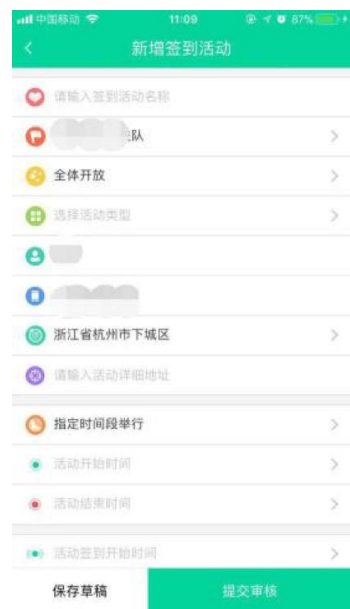 中国移动 11:09 87%
新增签到活动
请输入签到活动名称
队
全体开放
选择活动类型
浙江省杭州市下城区
请输入活动详细地址
指定时间段举行
活动开始时间
活动结束时间
活动签到开始时间
保存草稿 提交审核